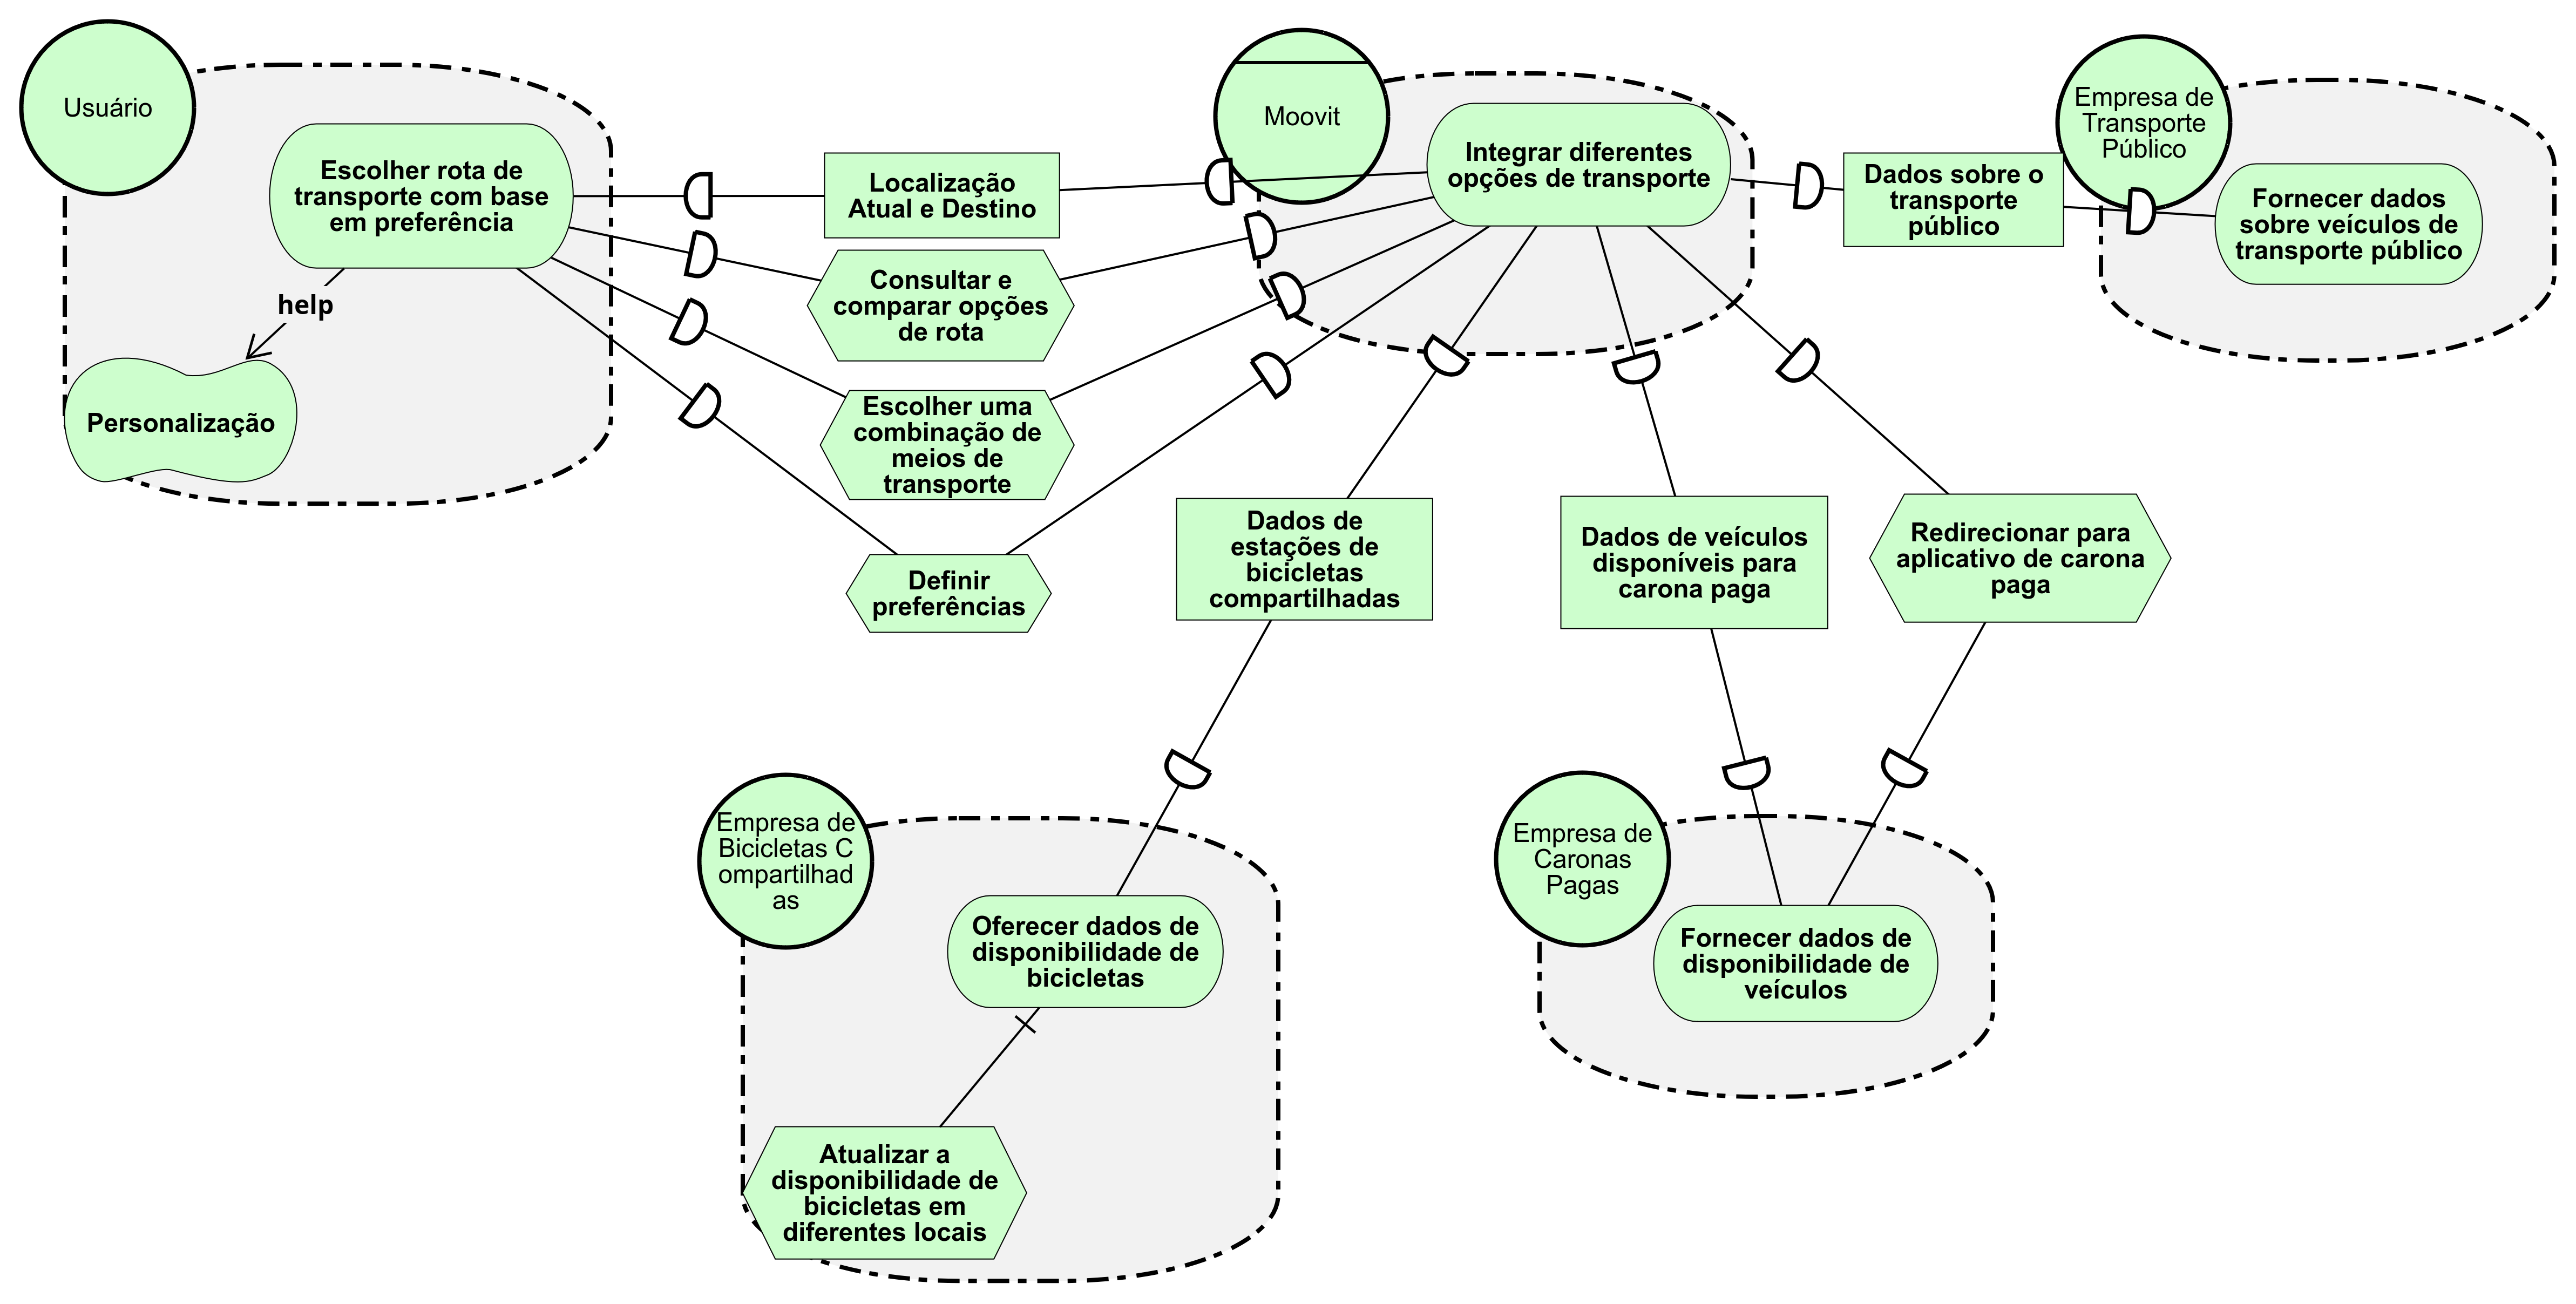 Usuário
Escolher rota de
transporte com base
em preferência
help
Personalização
Localização
Atual e Destino
Consultar e
comparar opções
de rota
Escolher uma
combinação de
meios de
transporte
Definir
preferências
Moovit
Integrar diferentes
opções de transporte
Dados sobre o
transporte
público
Empresa de
Transporte
Público
Fornecer dados
sobre veículos de
transporte público
Dados de
estações de
bicicletas
compartilhadas
Dados de veículos
disponíveis para
carona paga
Redirecionar para
aplicativo de carona
paga
Empresa de
Bicicletas C
ompartilhad
as
Oferecer dados de
disponibilidade de
bicicletas
Atualizar a
disponibilidade de
bicicletas em
diferentes locais
Empresa de
Caronas
Pagas
Fornecer dados de
disponibilidade de
veículos